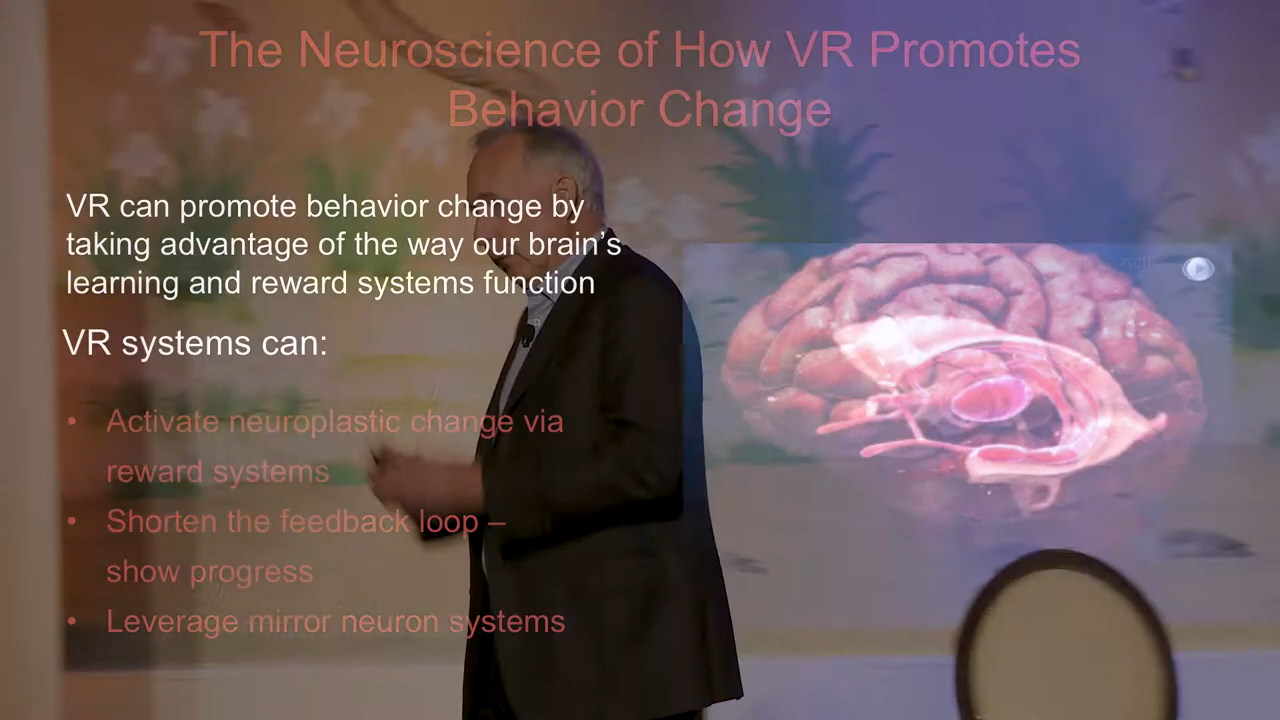 The Neuroscience of How VR Promotes
Behavior Change
VR can promote behavior change by
taking advantage of the way our brain’s
learning and reward systems function
VR systems can:
• Activate neuroplastic change via
reward systems
• Shorten the feedback loop –
show progress
• Leverage mirror neuron systems